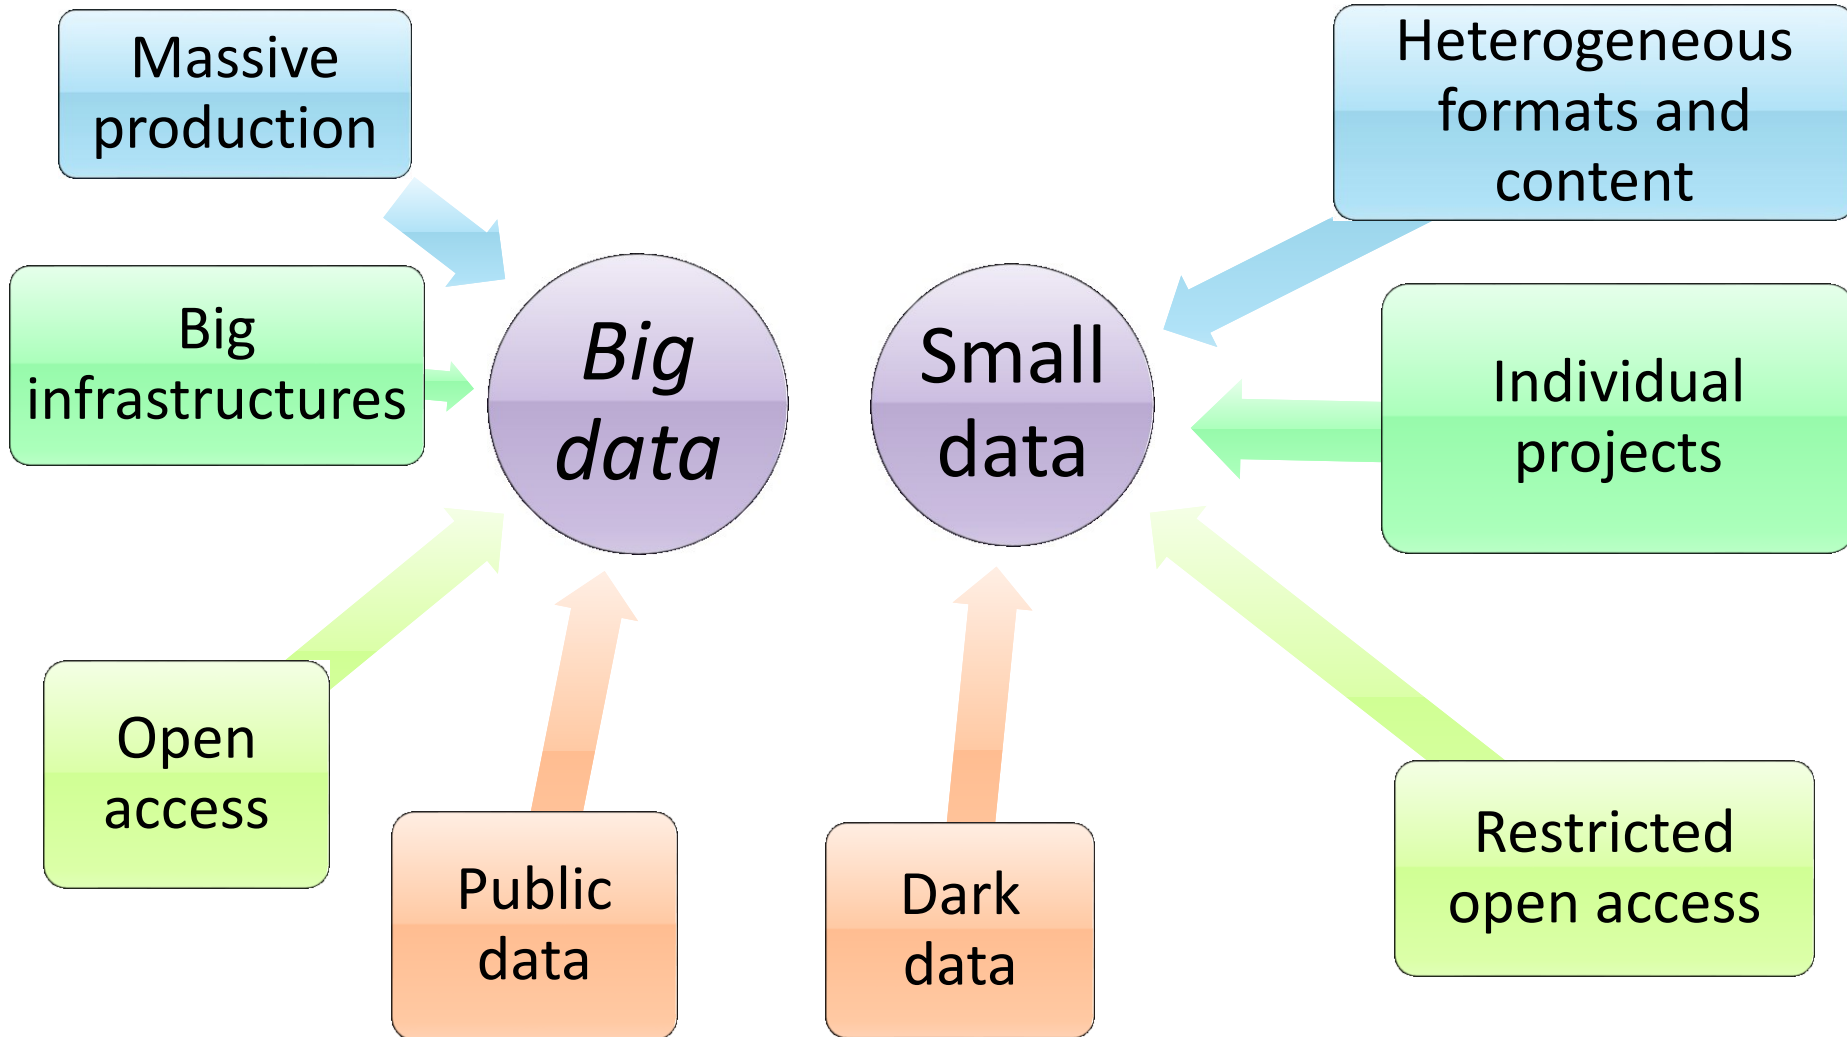 Massive
production
Big
infrastructures
Open
access
Public
data
Big
data
Small
data
Heterogeneous
formats and
content
Individual
projects
Restricted
open access
Dark
data